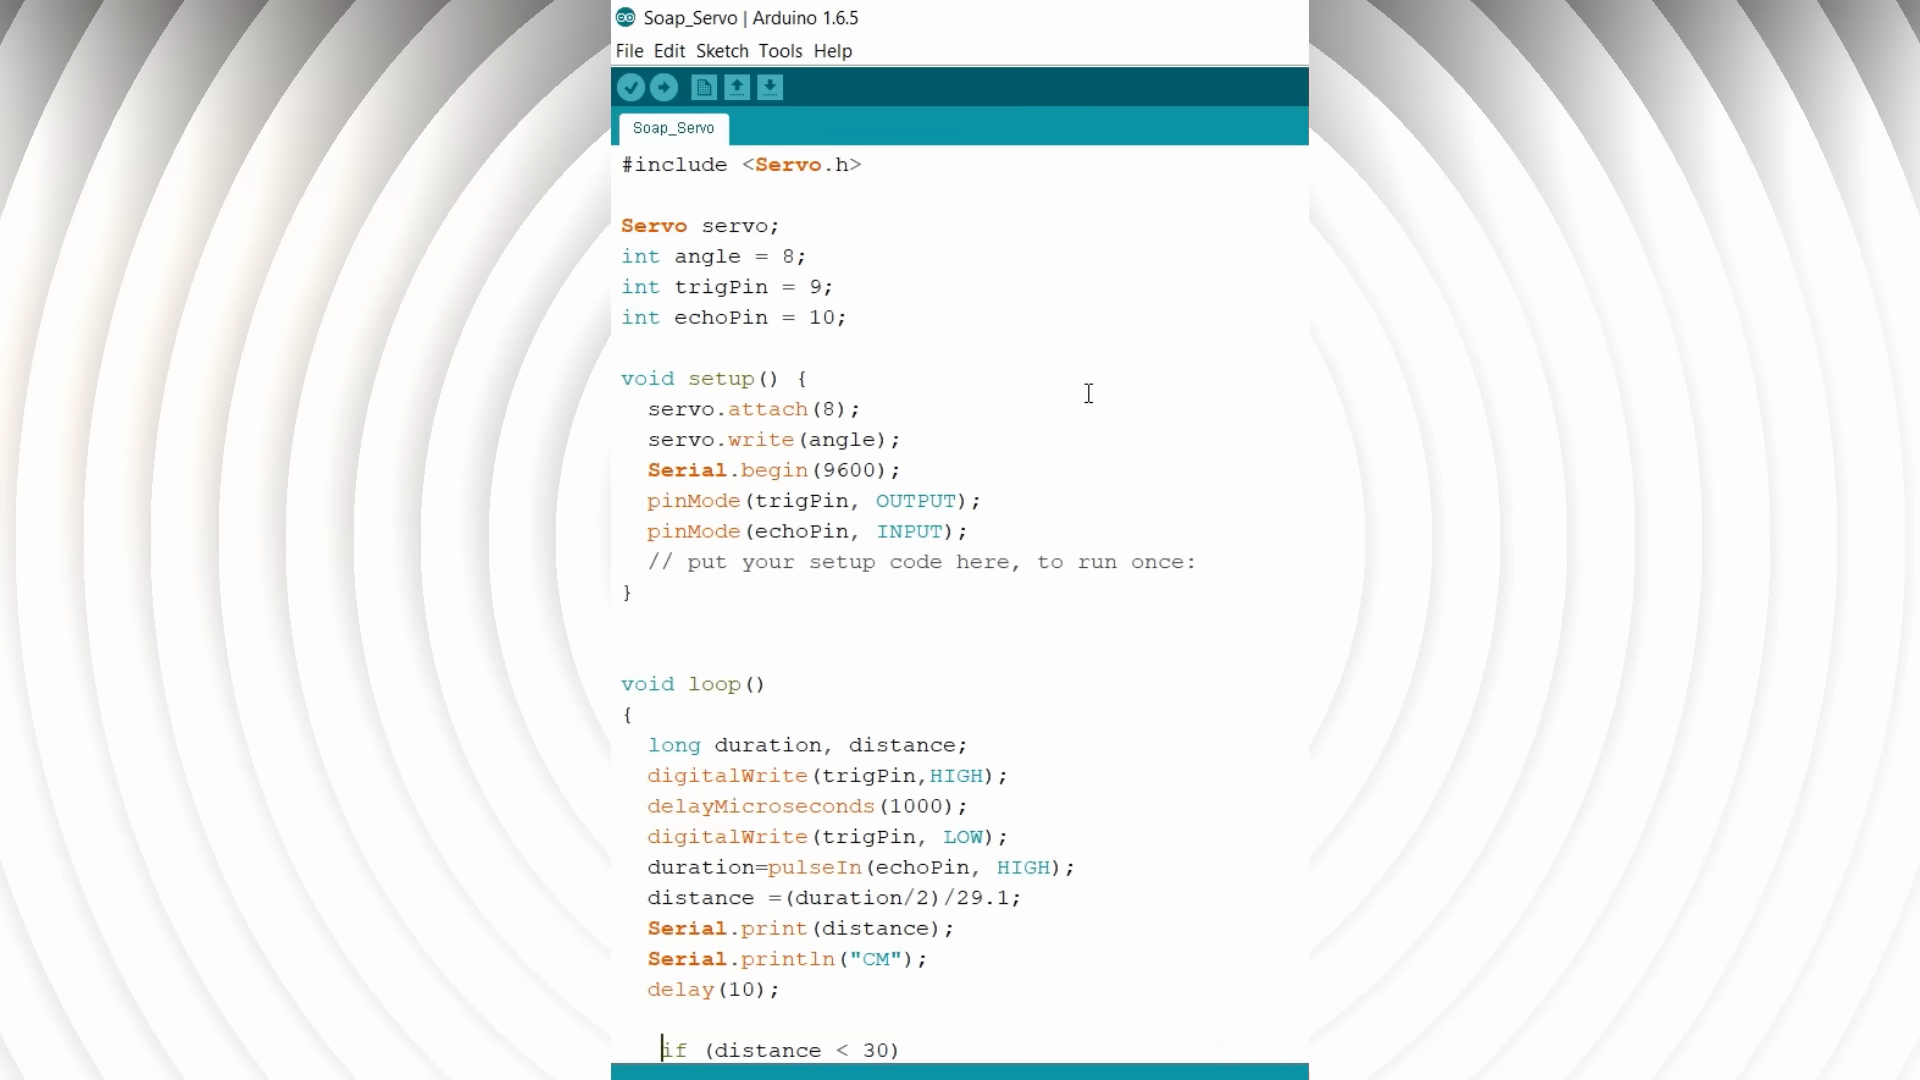 Soap_Servo | Arduino 1.6.5
File Edit Sketch Tools Help
Soap_Servo
#include <Servo.h>
Servo servo;
int angle = 8;
int trigPin = 9;
int echoPin = 10;
void setup() {
servo.attach(8);
servo.write(angle);
Serial.begin(9600);
pinMode(trigPin, OUTPUT);
pinMode(echoPin, INPUT);
// put your setup code here, to run once:
}
void loop()
{
long duration, distance;
digitalWrite(trigPin,HIGH);
delayMicroseconds(1000);
digitalWrite(trigPin, LOW);
duration=pulseIn(echoPin, HIGH);
distance =(duration/2)/29.1;
Serial.print(distance);
Serial.println("CM");
delay(10);
if (distance < 30)